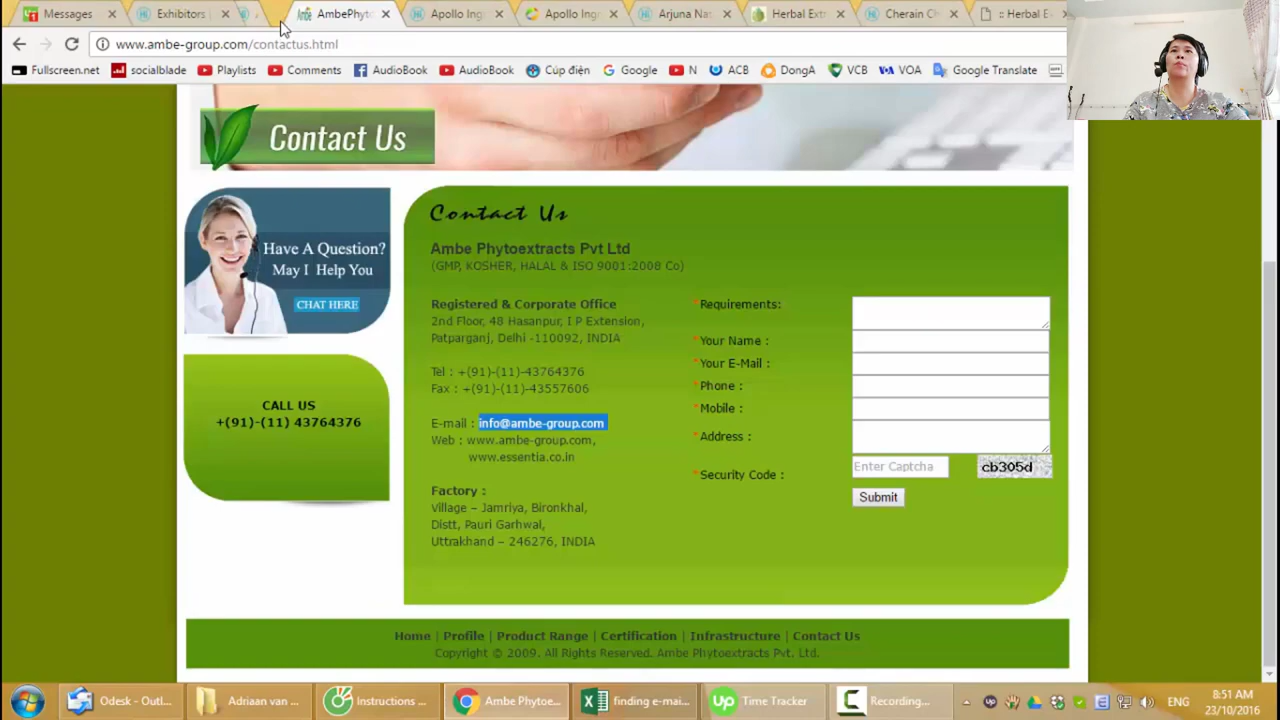 Messages
Exhibitors
AmbePhyto
Apollo Ing
Apollo Ing
Arjuna Nat
Herbal Ext
Cherain Ch
:: Herbal E
www.ambe-group.com/contactus.html
Fullscreen.net
socialblade
Playlists
Comments
AudioBook
AudioBook
Cúp điện
Google
N
ACB
DongA
VCB
VOA
Google Translate
Contact Us
Have A Question?
May I Help You
CHAT HERE
CALL US
+(91)-(11) 43764376
Contact Us
Ambe Phytoextracts Pvt Ltd
(GMP, KOSHER, HALAL & ISO 9001:2008 Co)
Registered & Corporate Office
2nd Floor, 48 Hasanpur, I P Extension,
Patparganj, Delhi -110092, INDIA
Tel : +(91)-(11)-43764376
Fax : +(91)-(11)-43557606
E-mail : info@ambe-group.com
Web : www.ambe-group.com,
www.essentia.co.in
Factory :
Village – Jamriya, Bironkhal,
Distt, Pauri Garhwal,
Uttrakhand – 246276, INDIA
*Requirements:
*Your Name :
*Your E-Mail :
*Phone :
*Mobile :
*Address :
*Security Code :
Enter Captcha
cb305d
Submit
Home | Profile | Product Range | Certification | Infrastructure | Contact Us
Copyright © 2009. All Rights Reserved. Ambe Phytoextracts Pvt. Ltd.
Odesk - Outl...
Adriaan van ...
Instructions ...
Ambe Phytoe...
finding e-mai...
Time Tracker
Recording...
ENG
8:51 AM
23/10/2016